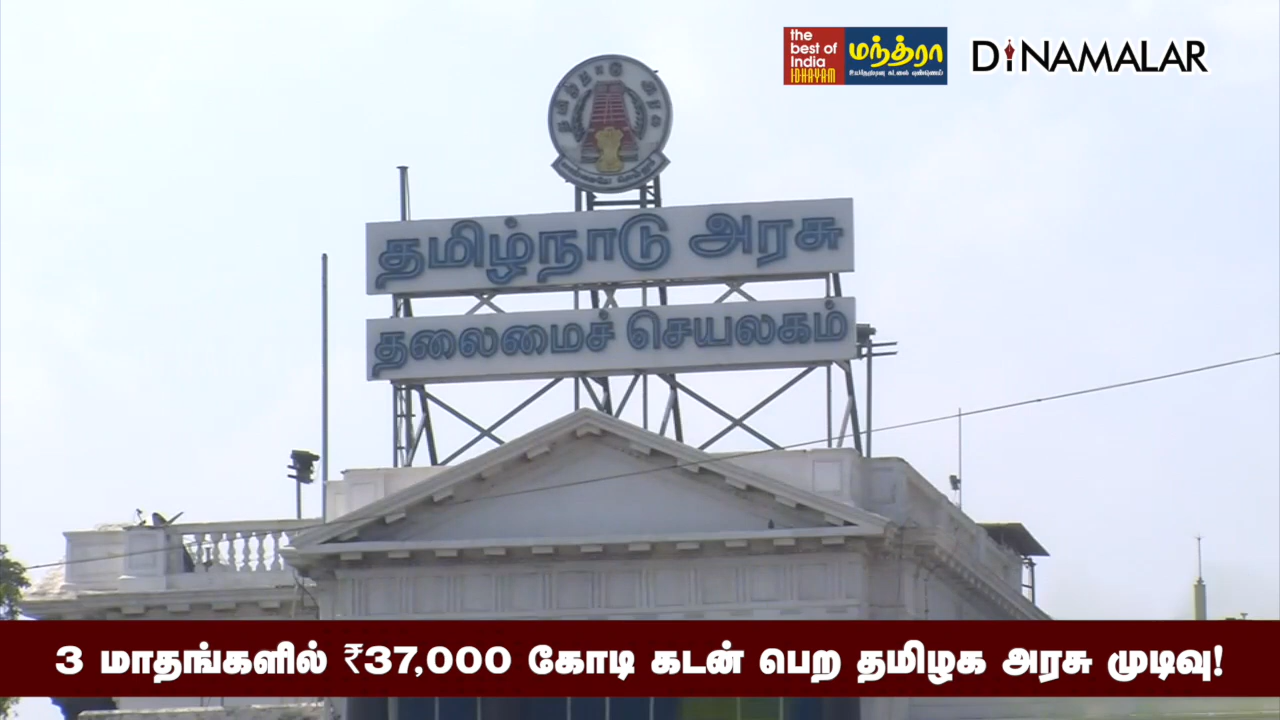 the
best of
India
IDHAYAM
மந்த்ரா
DINAMALAR
தமிழ்நாடு அரசு
தலைமைச் செயலகம்
3 மாதங்களில் ₹37,000 கோடி கடன் பெற தமிழக அரசு முடிவு!